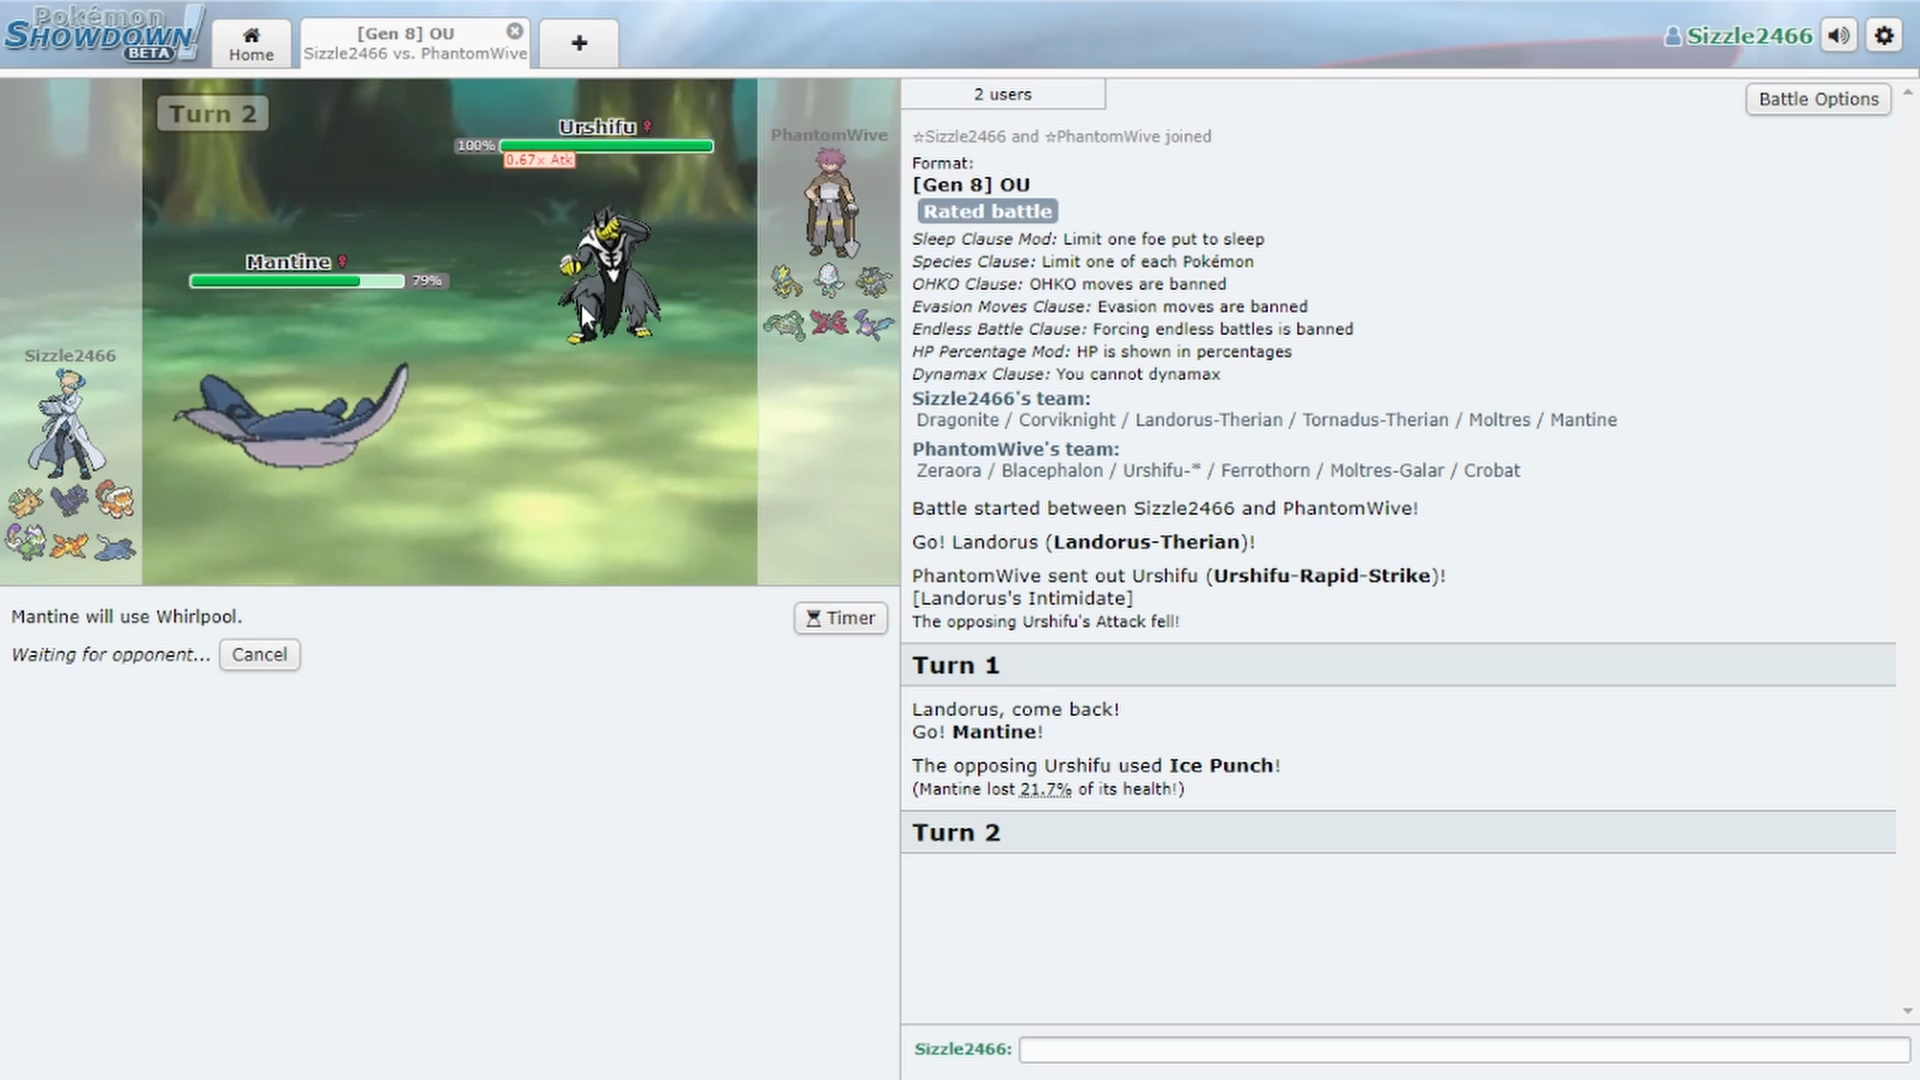 Pokémon
SHOWDOWN!
BETA
Home
[Gen 8] OU
Sizzle2466 vs. PhantomWive
+
Sizzle2466
Turn 2
Urshifu ♀
100%
0.67× Atk
Mantine ♀
79%
PhantomWive
Sizzle2466
Mantine will use Whirlpool.
Timer
Waiting for opponent...
Cancel
2 users
Battle Options
☆Sizzle2466 and ☆PhantomWive joined
Format:
[Gen 8] OU
Rated battle
Sleep Clause Mod: Limit one foe put to sleep
Species Clause: Limit one of each Pokémon
OHKO Clause: OHKO moves are banned
Evasion Moves Clause: Evasion moves are banned
Endless Battle Clause: Forcing endless battles is banned
HP Percentage Mod: HP is shown in percentages
Dynamax Clause: You cannot dynamax
Sizzle2466's team:
Dragonite / Corviknight / Landorus-Therian / Tornadus-Therian / Moltres / Mantine
PhantomWive's team:
Zeraora / Blacephalon / Urshifu-* / Ferrothorn / Moltres-Galar / Crobat
Battle started between Sizzle2466 and PhantomWive!
Go! Landorus (Landorus-Therian)!
PhantomWive sent out Urshifu (Urshifu-Rapid-Strike)!
[Landorus's Intimidate]
The opposing Urshifu's Attack fell!
Turn 1
Landorus, come back!
Go! Mantine!
The opposing Urshifu used Ice Punch!
(Mantine lost 21.7% of its health!)
Turn 2
Sizzle2466: